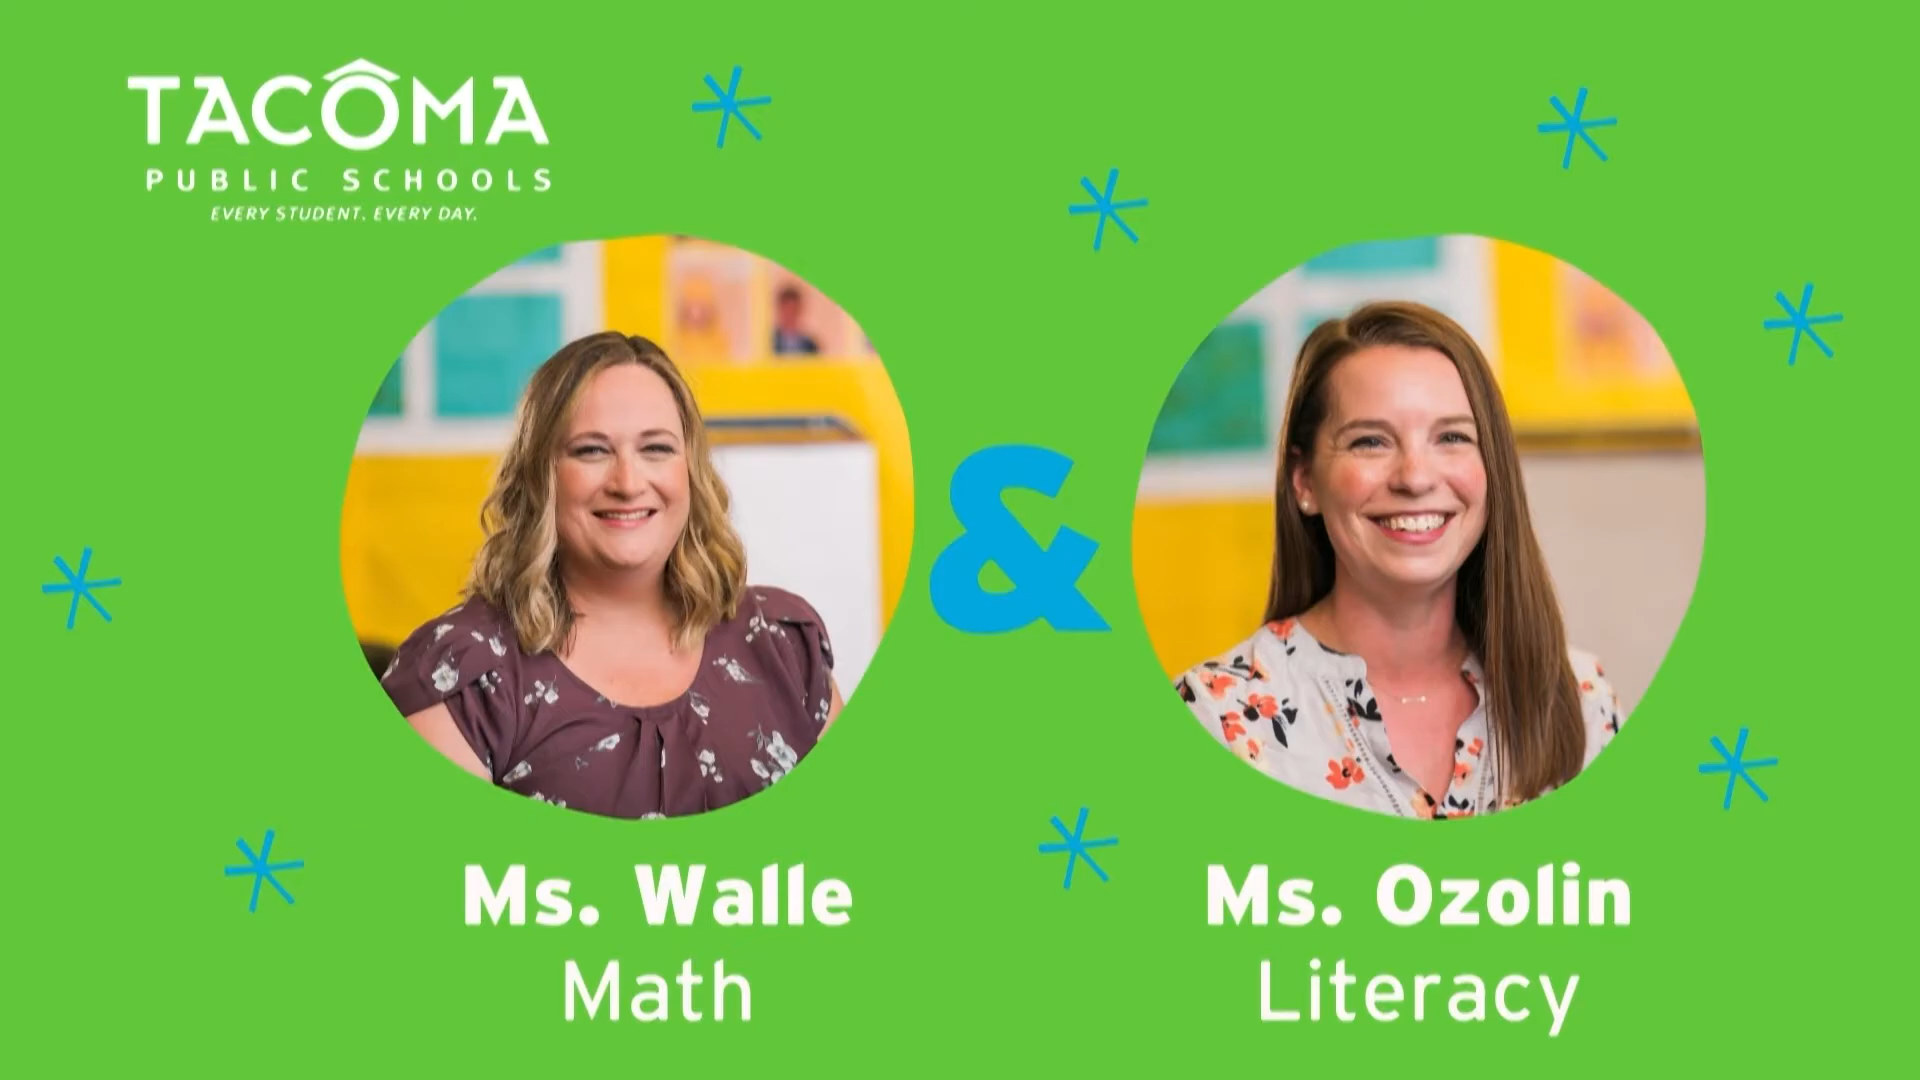 TACOMA
PUBLIC SCHOOLS
EVERY STUDENT. EVERY DAY.
&
Ms. Walle
Math
Ms. Ozolin
Literacy